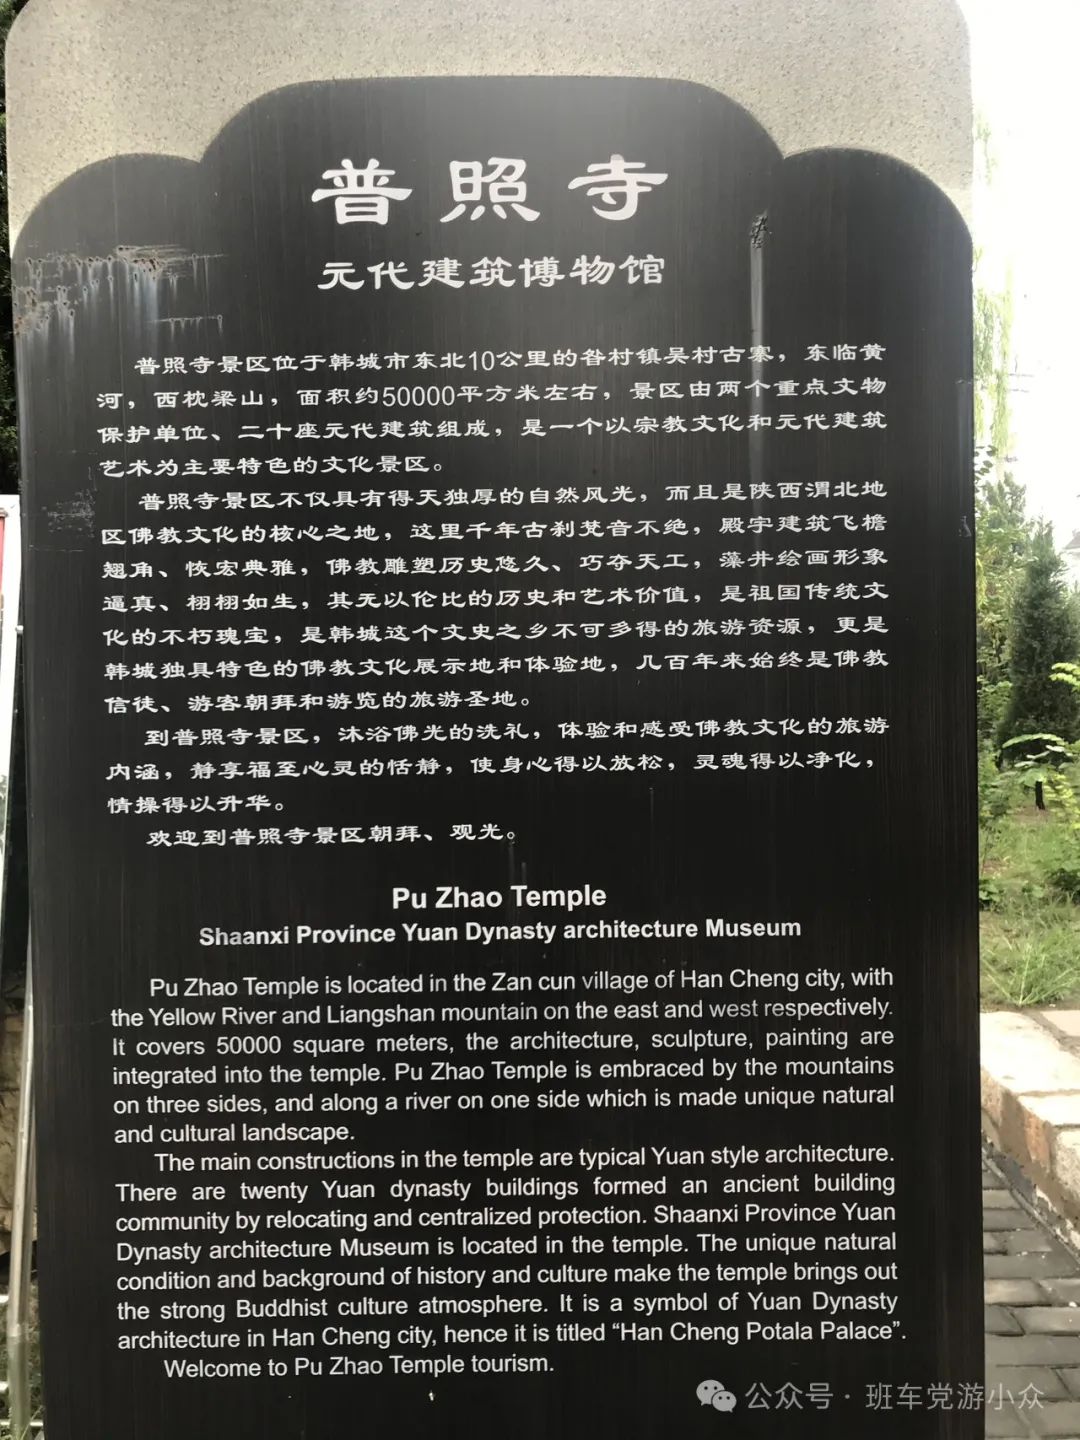 普照寺
元代建筑博物馆
普照寺景区位于韩城市东北10公里的昝村镇吴村古寨，东临黄
河，西枕梁山，面积约50000平方米左右，景区由两个重点文物
保护单位、二十座元代建筑组成，是一个以宗教文化和元代建筑
艺术为主要特色的文化景区。
普照寺景区不仅具有得天独厚的自然风光，而且是陕西渭北地
区佛教文化的核心之地，这里千年古刹梵音不绝，殿宇建筑飞檐
翘角、恢宏典雅，佛教雕塑历史悠久、巧夺天工，藻井绘画形象
逼真、栩栩如生，其无以伦比的历史和艺术价值，是祖国传统文
化的不朽瑰宝，是韩城这个文史之乡不可多得的旅游资源，更是
韩城独具特色的佛教文化展示地和体验地，几百年来始终是佛教
信徒、游客朝拜和游览的旅游圣地。
到普照寺景区，沐浴佛光的洗礼，体验和感受佛教文化的旅游
内涵，静享福至心灵的恬静，使身心得以放松，灵魂得以净化，
情操得以升华。
欢迎到普照寺景区朝拜、观光。
Pu Zhao Temple
Shaanxi Province Yuan Dynasty architecture Museum
Pu Zhao Temple is located in the Zan cun village of Han Cheng city, with
the Yellow River and Liangshan mountain on the east and west respectively.
It covers 50000 square meters, the architecture, sculpture, painting are
integrated into the temple. Pu Zhao Temple is embraced by the mountains
on three sides, and along a river on one side which is made unique natural
and cultural landscape.
The main constructions in the temple are typical Yuan style architecture.
There are twenty Yuan dynasty buildings formed an ancient building
community by relocating and centralized protection. Shaanxi Province Yuan
Dynasty architecture Museum is located in the temple. The unique natural
condition and background of history and culture make the temple brings out
the strong Buddhist culture atmosphere. It is a symbol of Yuan Dynasty
architecture in Han Cheng city, hence it is titled “Han Cheng Potala Palace”.
Welcome to Pu Zhao Temple tourism.
公众号·班车党游小众